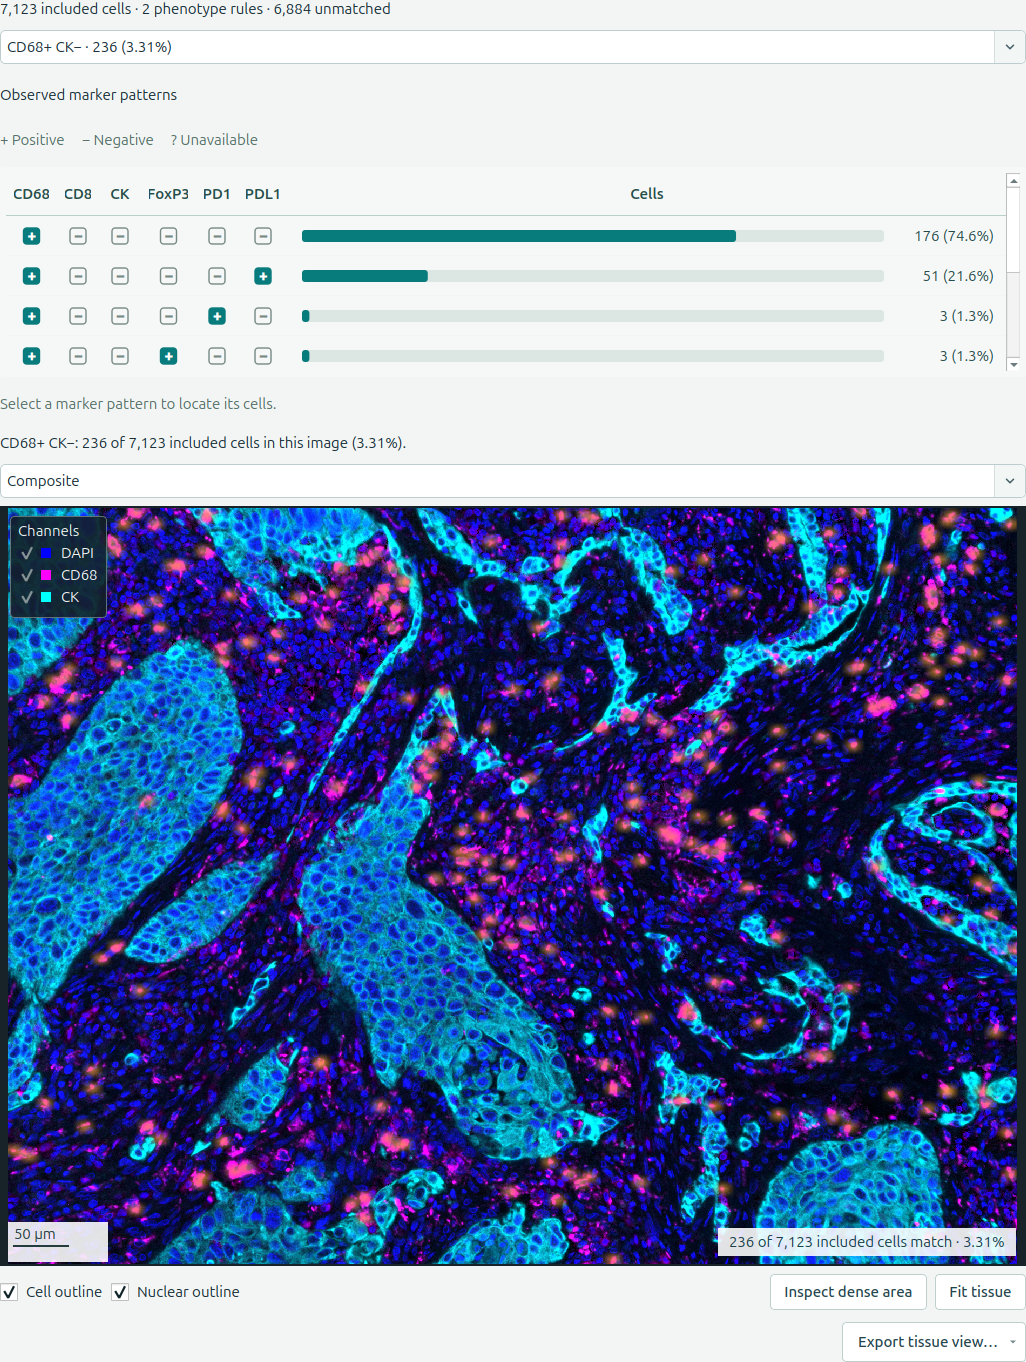 7,123 included cells · 2 phenotype rules · 6,884 unmatched
CD68+ CK– · 236 (3.31%)
Observed marker patterns
+ Positive – Negative ? Unavailable
CD68 CD8 CK FoxP3 PD1 PDL1 Cells
+ – – – – – 176 (74.6%)
+ – – – – + 51 (21.6%)
+ – – – + – 3 (1.3%)
+ – – + – – 3 (1.3%)
Select a marker pattern to locate its cells.
CD68+ CK–: 236 of 7,123 included cells in this image (3.31%).
Composite
Channels
DAPI
CD68
CK
50 µm
236 of 7,123 included cells match · 3.31%
Cell outline Nuclear outline Inspect dense area Fit tissue
Export tissue view...